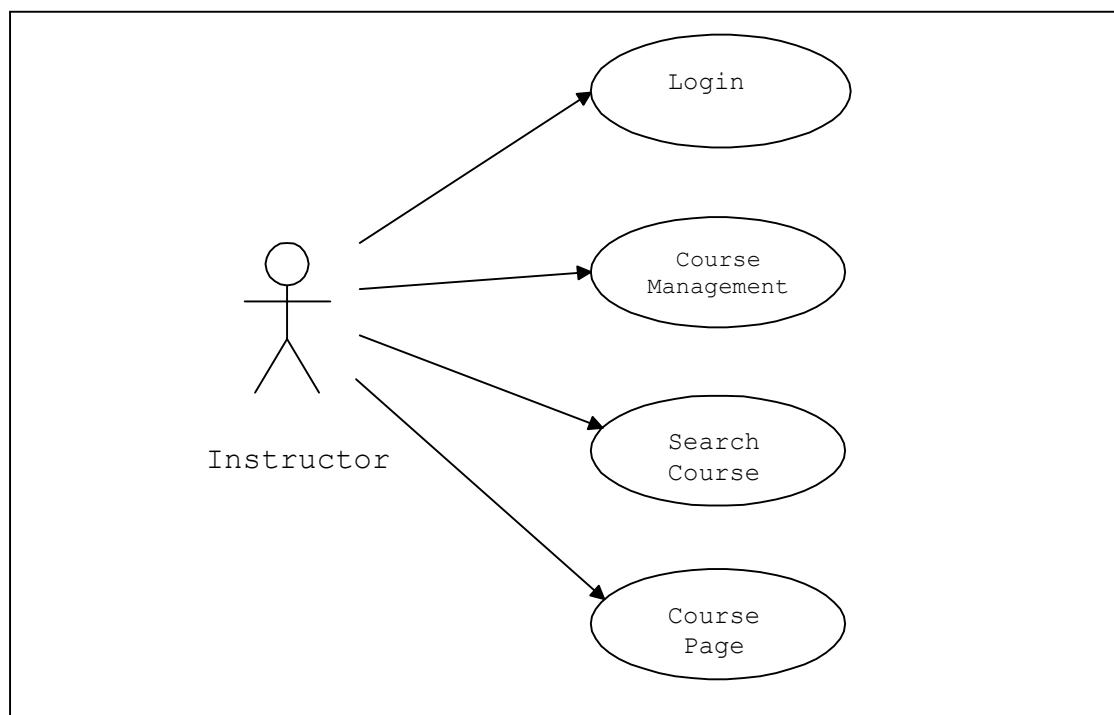 Login
Course
Management
Search
Course
Instructor
Course
Page